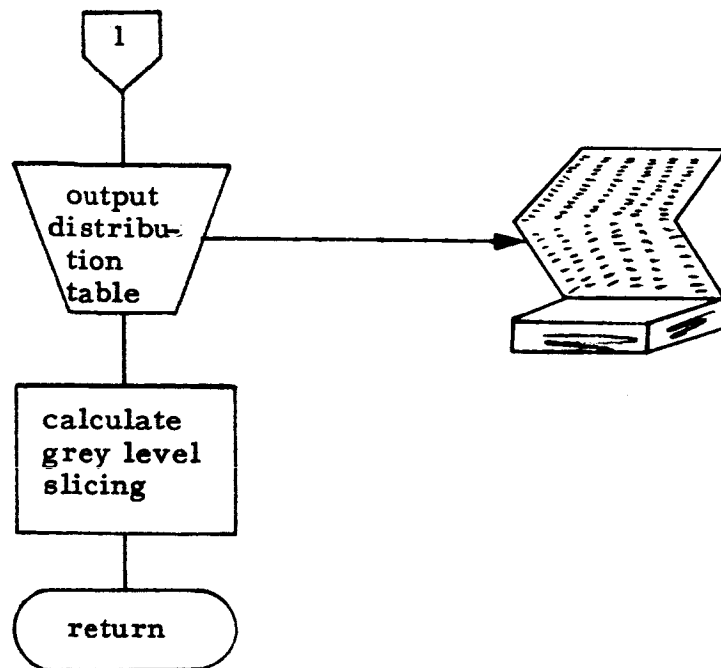 1
output
distribu-
tion
table
calculate
grey level
slicing
return